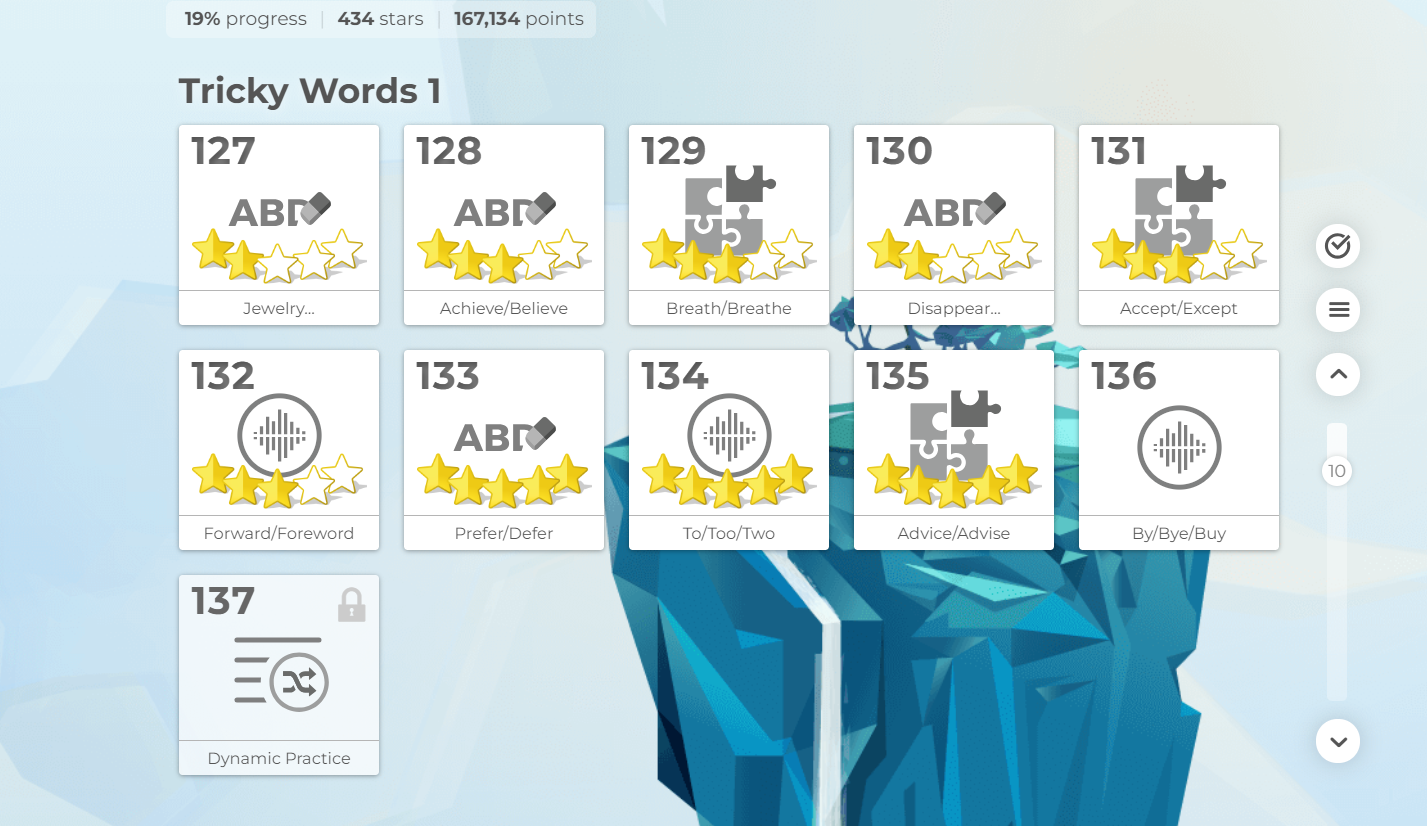 19% progress | 434 stars | 167,134 points
Tricky Words 1
127
ABD
Jewelry...
128
ABD
Achieve/Believe
129
Breath/Breathe
130
ABD
Disappear...
131
Accept/Except
132
Forward/Foreword
133
ABD
Prefer/Defer
134
To/Too/Two
135
Advice/Advise
136
By/Bye/Buy
137
Dynamic Practice
10